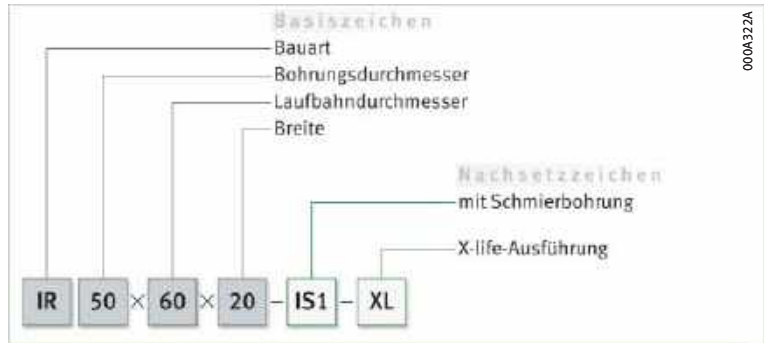 Basiszeichen
Bauart
Bohrungsdurchmesser
Laufbahndurchmesser
Breite
Nachsetzzeichen
mit Schmierbohrung
X-life-Ausführung
IR 50 × 60 × 20 – IS1 – XL
000A322A